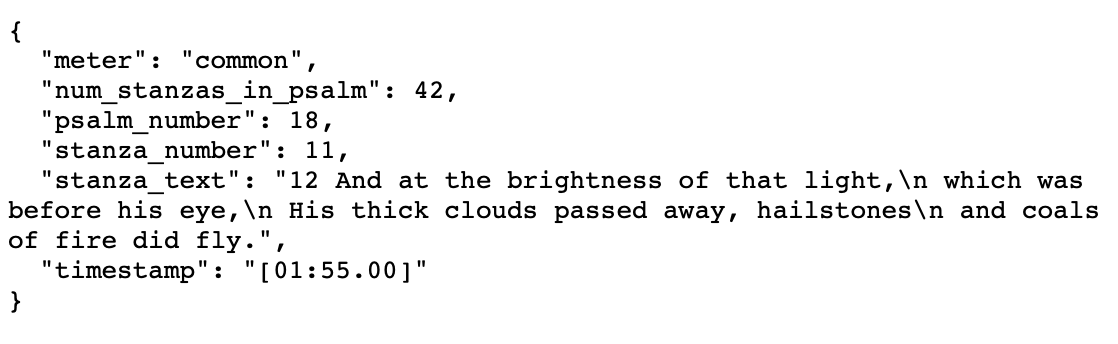 {
  "meter": "common",
  "num_stanzas_in_psalm": 42,
  "psalm_number": 18,
  "stanza_number": 11,
  "stanza_text": "12 And at the brightness of that light,\n which was
before his eye,\n His thick clouds passed away, hailstones\n and coals
of fire did fly.",
  "timestamp": "[01:55.00]"
}